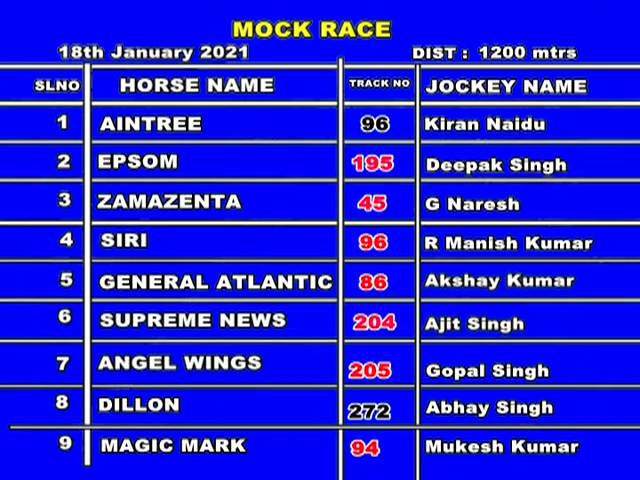 MOCK RACE
18th January 2021 DIST : 1200 mtrs
SLNO HORSE NAME TRACK NO JOCKEY NAME
1 AINTREE 96 Kiran Naidu
2 EPSOM 195 Deepak Singh
3 ZAMAZENTA 45 G Naresh
4 SIRI 96 R Manish Kumar
5 GENERAL ATLANTIC 86 Akshay Kumar
6 SUPREME NEWS 204 Ajit Singh
7 ANGEL WINGS 205 Gopal Singh
8 DILLON 272 Abhay Singh
9 MAGIC MARK 94 Mukesh Kumar